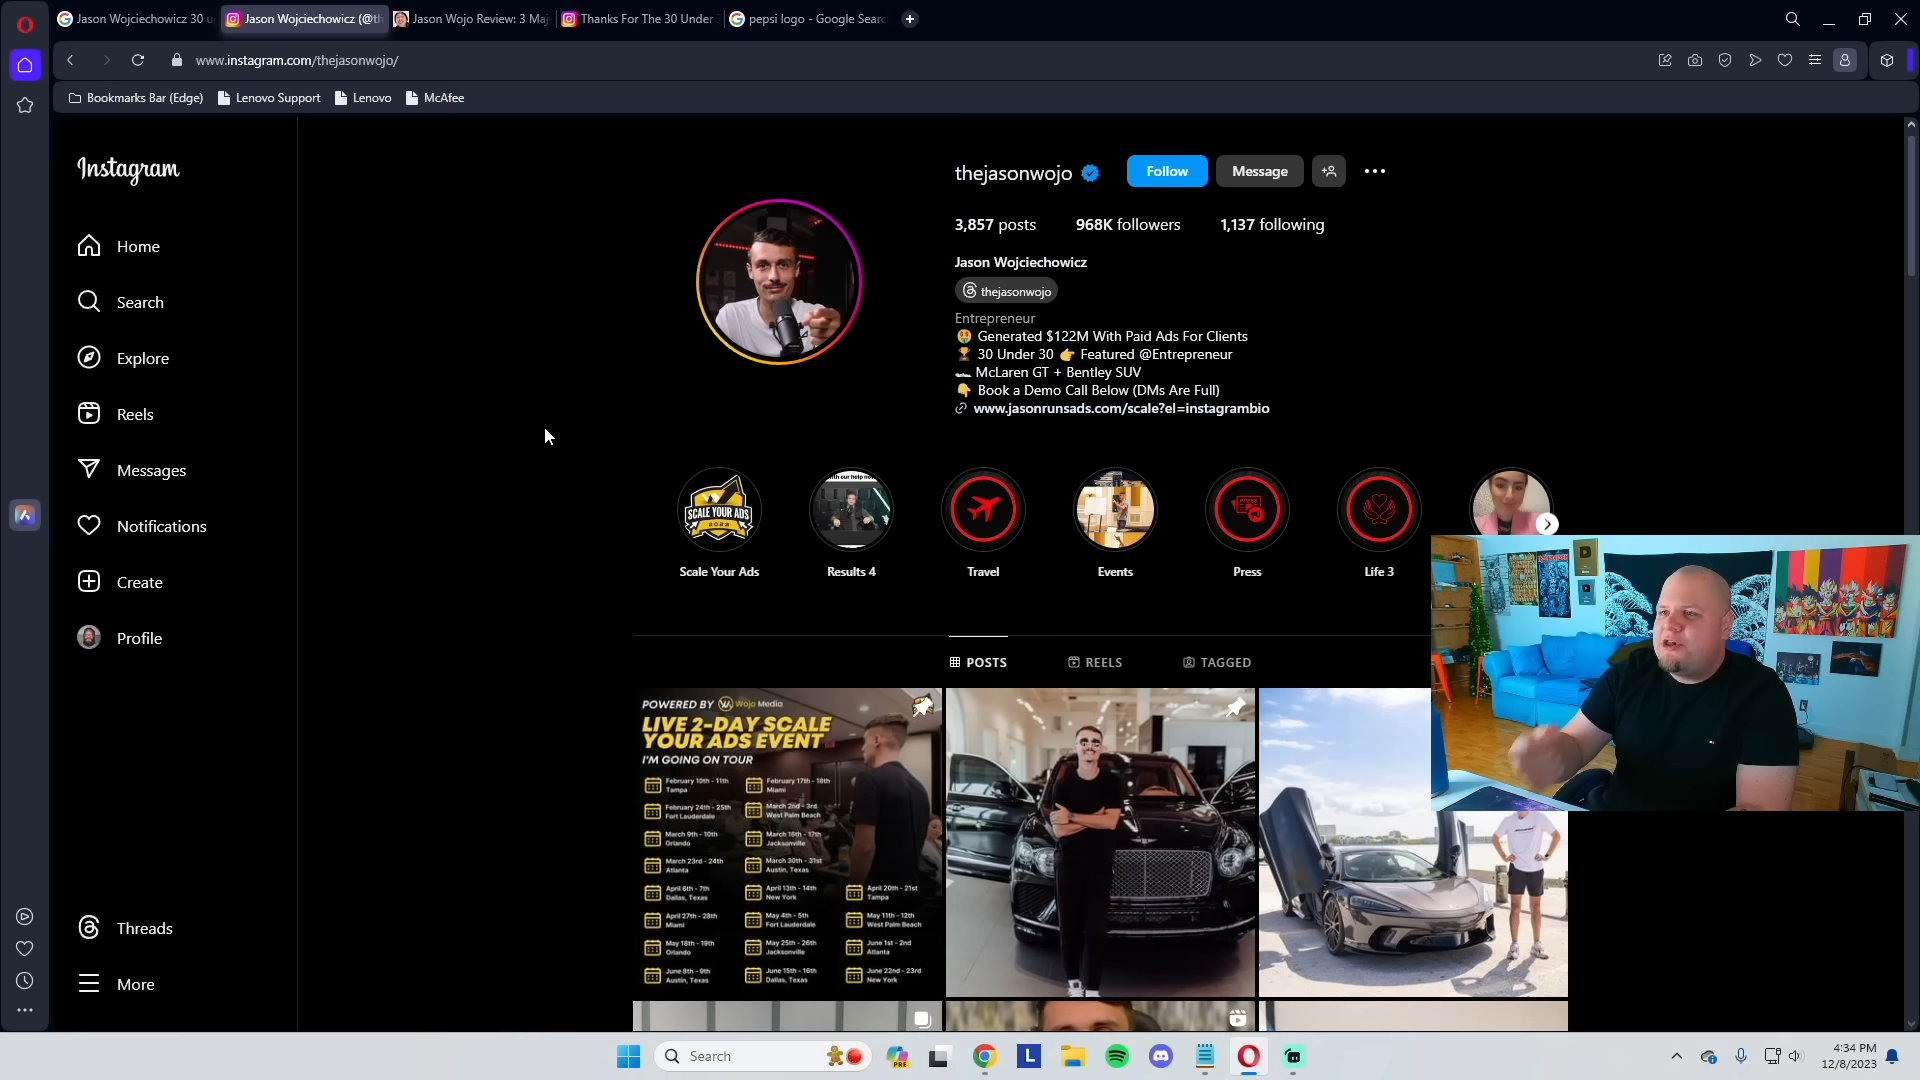 Jason Wojciechowicz 30 u
Jason Wojciechowicz (@th
Jason Wojo Review: 3 Maj
Thanks For The 30 Under
pepsi logo - Google Searc
www.instagram.com/thejasonwojo/
Bookmarks Bar (Edge)
Lenovo Support
Lenovo
McAfee
Instagram
Home
Search
Explore
Reels
Messages
Notifications
Create
Profile
Threads
More
thejasonwojo
Follow
Message
3,857 posts
968K followers
1,137 following
Jason Wojciechowicz
thejasonwojo
Entrepreneur
🤑 Generated $122M With Paid Ads For Clients
🏆 30 Under 30 👉 Featured @Entrepreneur
McLaren GT + Bentley SUV
👇 Book a Demo Call Below (DMs Are Full)
www.jasonrunsads.com/scale?el=instagrambio
SCALE YOUR ADS
2023
with our help now
PRESS
Scale Your Ads
Results 4
Travel
Events
Press
Life 3
POSTS
REELS
TAGGED
POWERED BY Wojo Media
LIVE 2-DAY SCALE
YOUR ADS EVENT
I'M GOING ON TOUR
February 10th - 11th
Tampa
February 17th - 18th
Miami
February 24th - 25th
Fort Lauderdale
March 2nd - 3rd
West Palm Beach
March 9th - 10th
Orlando
March 16th - 17th
Jacksonville
March 23rd - 24th
Atlanta
March 30th - 31st
Austin, Texas
April 6th - 7th
Dallas, Texas
April 13th - 14th
New York
April 20th - 21st
Tampa
April 27th - 28th
Miami
May 4th - 5th
Fort Lauderdale
May 11th - 12th
West Palm Beach
May 18th - 19th
Orlando
May 25th - 26th
Jacksonville
June 1st - 2nd
Atlanta
June 8th - 9th
Austin, Texas
June 15th - 16th
Dallas, Texas
June 22nd - 23rd
New York
Search
PRE
L
4:34 PM
12/8/2023